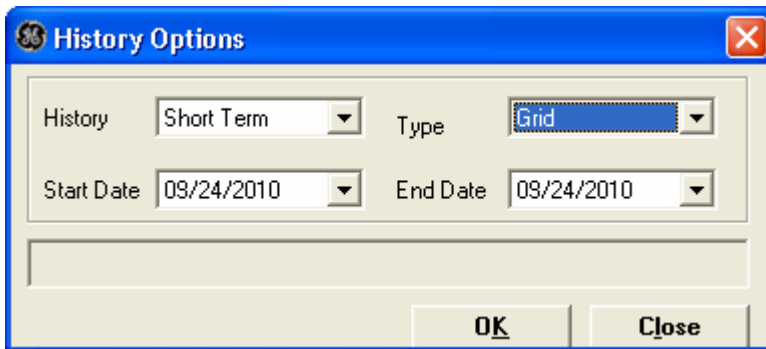 History Options
History Short Term Type Grid
Start Date 09/24/2010 End Date 09/24/2010
OK Close